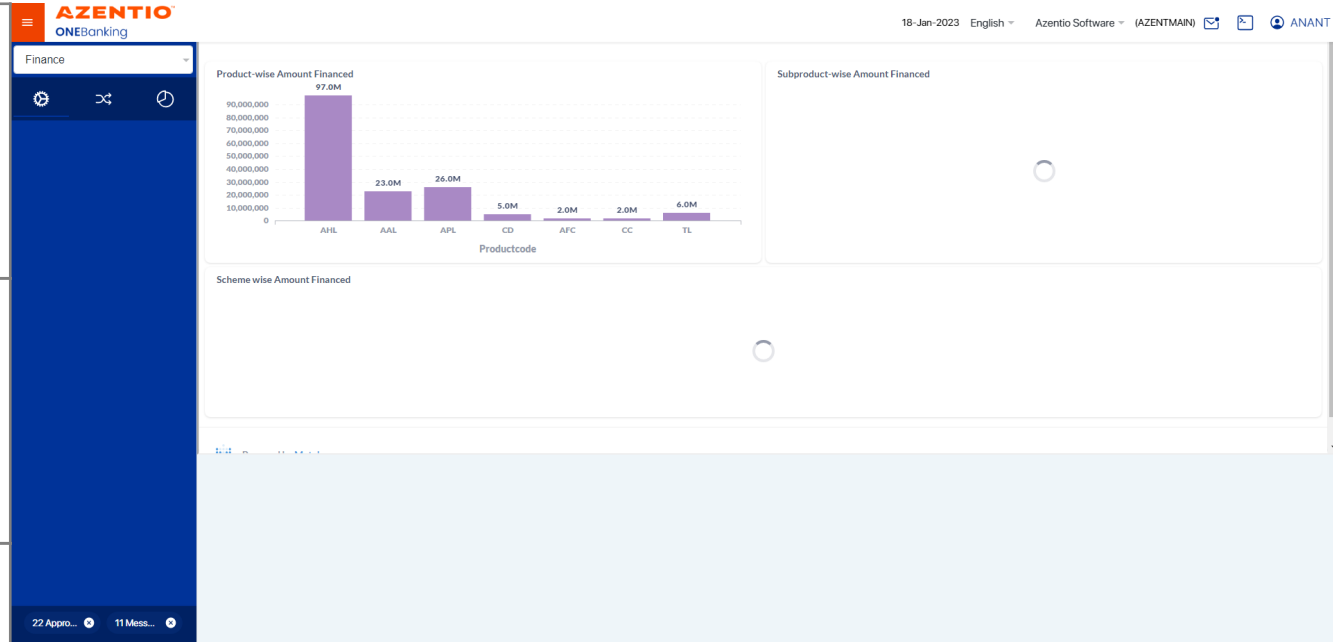 AZENTIO
ONEBanking
18-Jan-2023 English Azentio Software (AZENTMAIN) ANANT
Finance
Product-wise Amount Financed
97.0M
90,000,000
80,000,000
70,000,000
60,000,000
50,000,000
40,000,000
30,000,000
20,000,000
10,000,000
0
23.0M
26.0M
5.0M
2.0M
2.0M
6.0M
AHL AAL APL CD AFC CC TL
Productcode
Subproduct-wise Amount Financed
Scheme wise Amount Financed
22 Appro... 11 Mess...